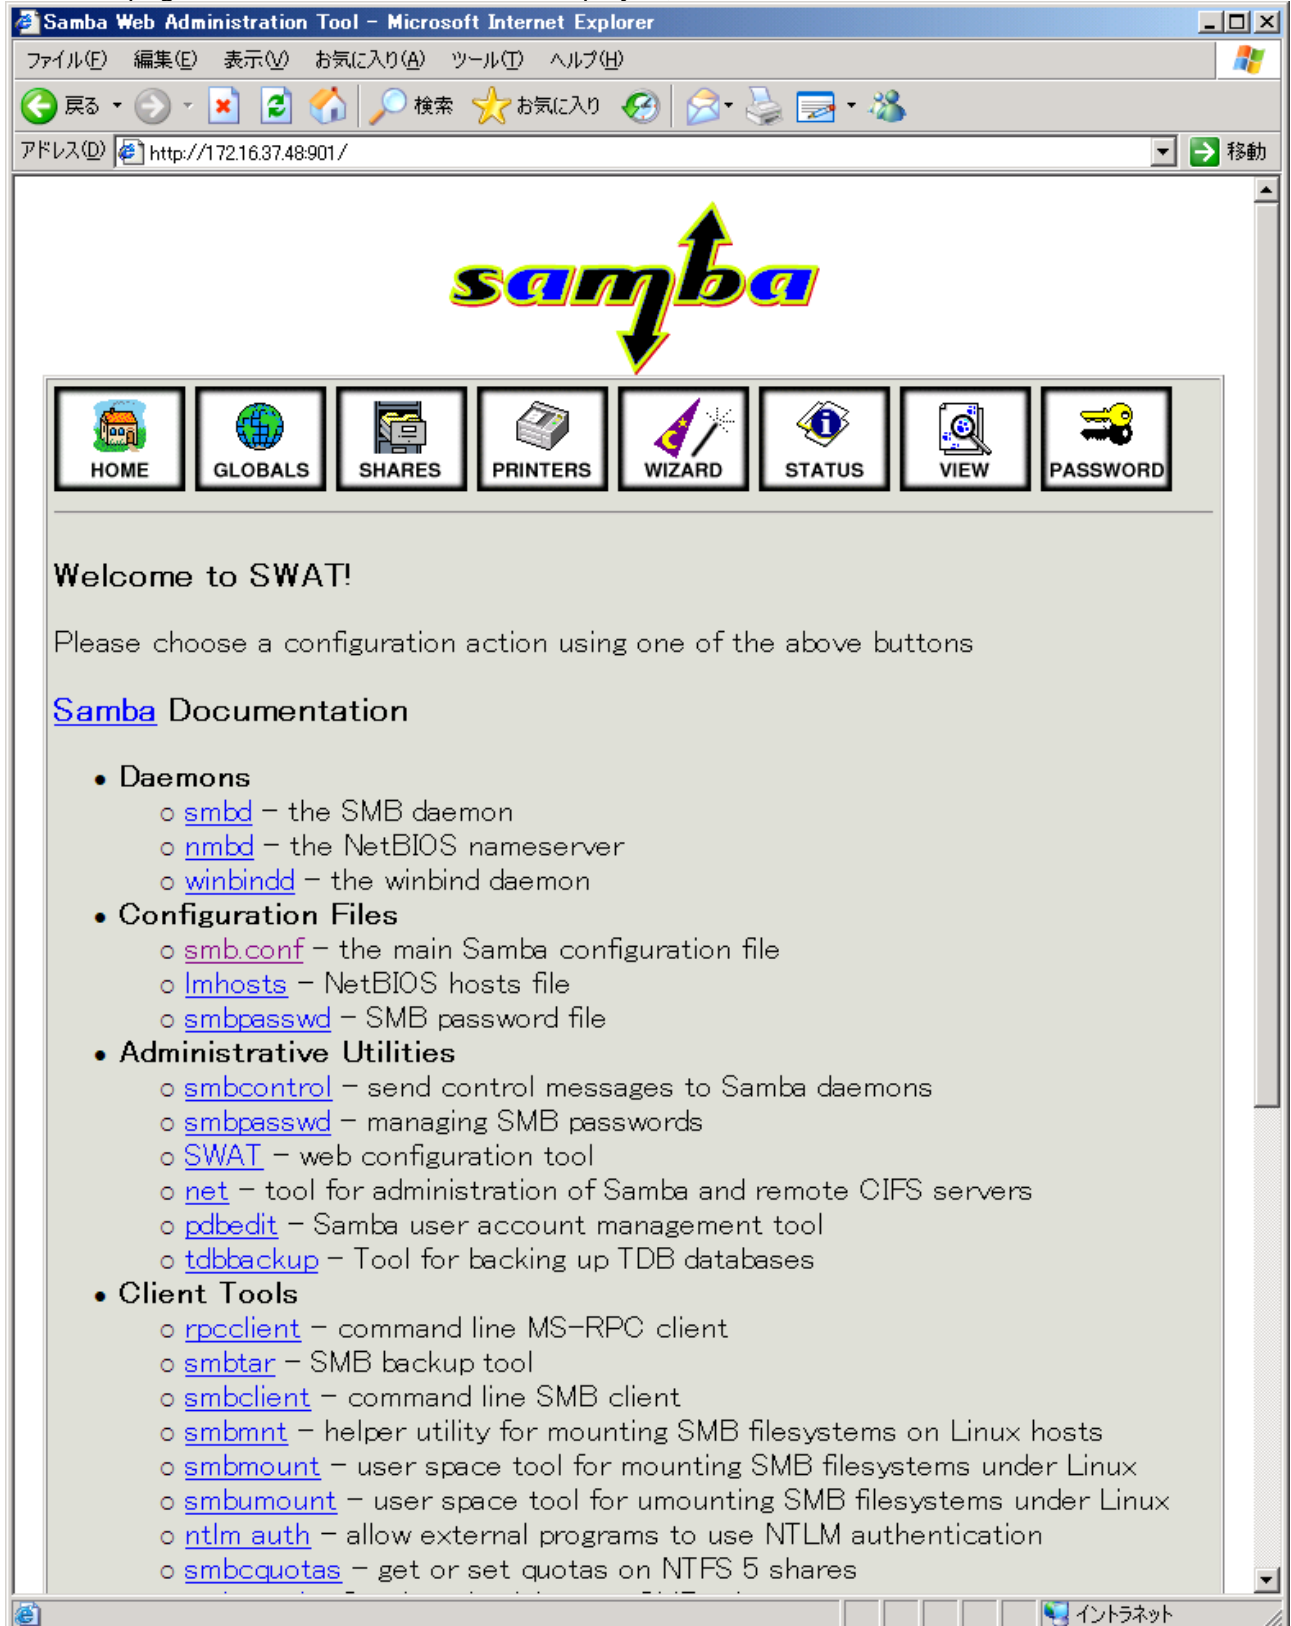 Samba Web Administration Tool - Microsoft Internet Explorer
ファイル(F) 編集(E) 表示(V) お気に入り(A) ツール(T) ヘルプ(H)
戻る 検索 お気に入り
アドレス(D) http://172.16.37.48:901/ 移動
samba
HOME GLOBALS SHARES PRINTERS WIZARD STATUS VIEW PASSWORD
Welcome to SWAT!
Please choose a configuration action using one of the above buttons
Samba Documentation
• Daemons
○ smbd - the SMB daemon
○ nmbd - the NetBIOS nameserver
○ winbindd - the winbind daemon
• Configuration Files
○ smb.conf - the main Samba configuration file
○ lmhosts - NetBIOS hosts file
○ smbpasswd - SMB password file
• Administrative Utilities
○ smbcontrol - send control messages to Samba daemons
○ smbpasswd - managing SMB passwords
○ SWAT - web configuration tool
○ net - tool for administration of Samba and remote CIFS servers
○ pdbedit - Samba user account management tool
○ tdbbackup - Tool for backing up TDB databases
• Client Tools
○ rpcclient - command line MS-RPC client
○ smbtar - SMB backup tool
○ smbclient - command line SMB client
○ smbmnt - helper utility for mounting SMB filesystems on Linux hosts
○ smbmount - user space tool for mounting SMB filesystems under Linux
○ smbumount - user space tool for umounting SMB filesystems under Linux
○ ntlm_auth - allow external programs to use NTLM authentication
○ smbcquotas - get or set quotas on NTFS 5 shares
イントラネット